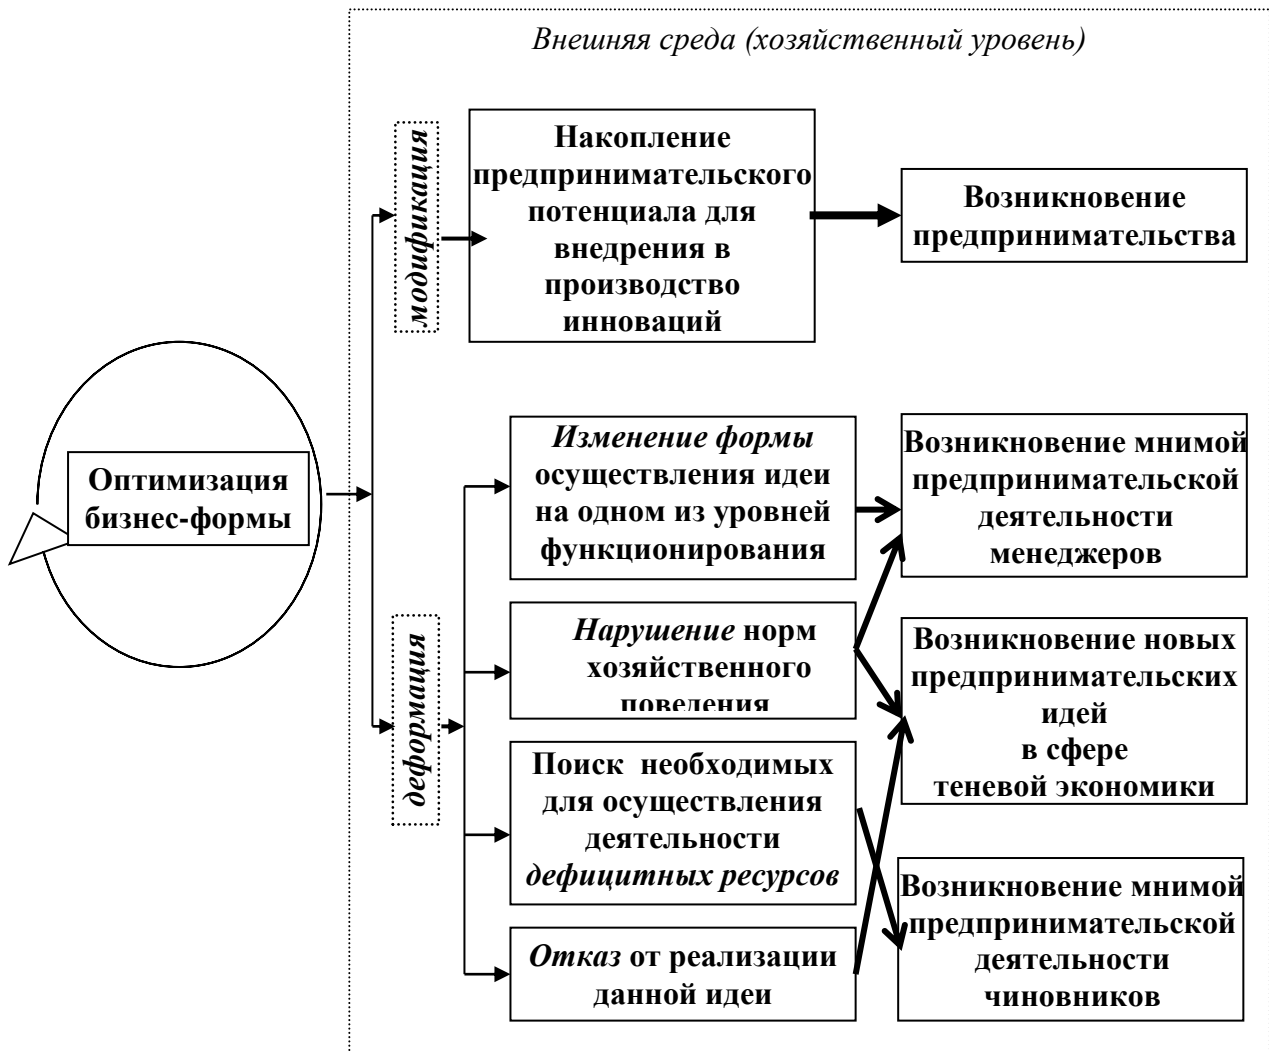 Внешняя среда (хозяйственный уровень)
модификация
Накопление
предпринимательского
потенциала для
внедрения в
производство
инноваций
Возникновение
предпринимательства
Оптимизация
бизнес-формы
деформация
Изменение формы
осуществления идеи
на одном из уровней
функционирования
Нарушение норм
хозяйственного
поведения
Поиск необходимых
для осуществления
деятельности
дефицитных ресурсов
Отказ от реализации
данной идеи
Возникновение мнимой
предпринимательской
деятельности
менеджеров
Возникновение новых
предпринимательских
идей
в сфере
теневой экономики
Возникновение мнимой
предпринимательской
деятельности
чиновников